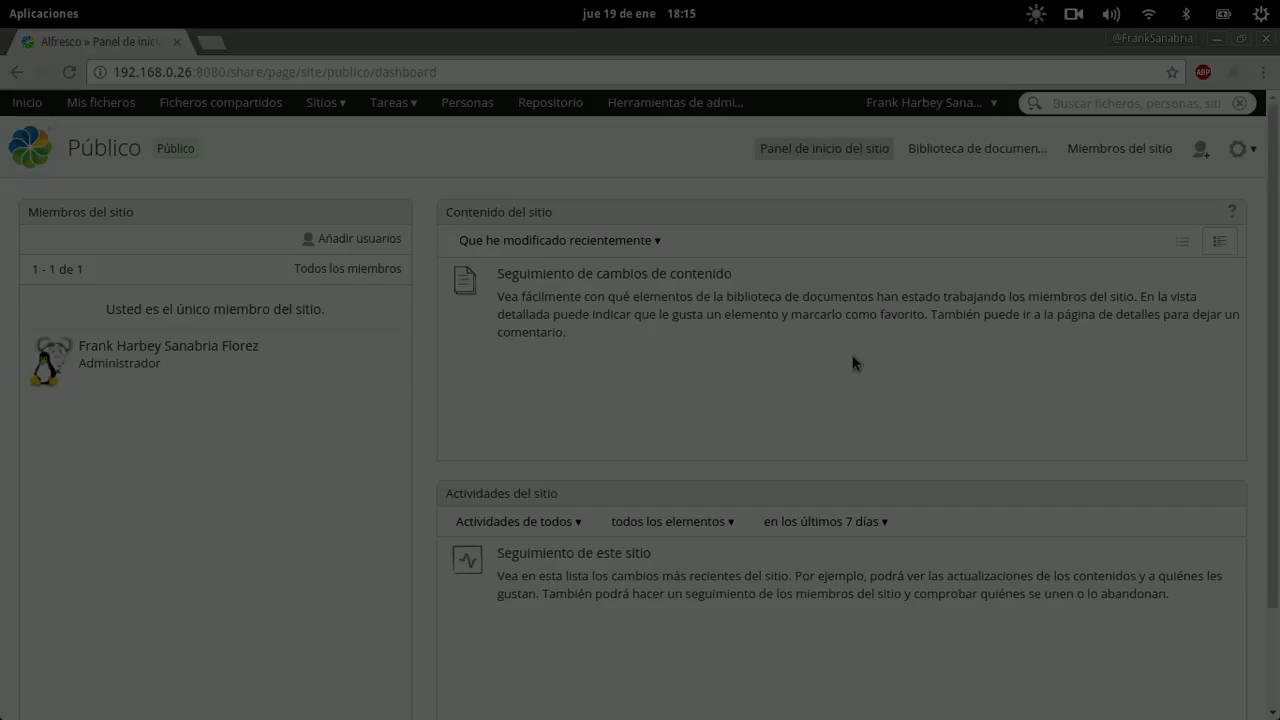 Aplicaciones
jue 19 de ene 18:15
Alfresco » Panel de inici
@FrankSanabria
192.168.0.26:8080/share/page/site/publico/dashboard
ABP
Inicio Mis ficheros Ficheros compartidos Sitios ▾ Tareas ▾ Personas Repositorio Herramientas de admi... Frank Harbey Sana... ▾ Buscar ficheros, personas, siti
Público Público
Panel de inicio del sitio Biblioteca de documen... Miembros del sitio
Miembros del sitio
Añadir usuarios
1 - 1 de 1 Todos los miembros
Usted es el único miembro del sitio.
Frank Harbey Sanabria Florez
Administrador
Contenido del sitio ?
Que he modificado recientemente ▾
Seguimiento de cambios de contenido
Vea fácilmente con qué elementos de la biblioteca de documentos han estado trabajando los miembros del sitio. En la vista
detallada puede indicar que le gusta un elemento y marcarlo como favorito. También puede ir a la página de detalles para dejar un
comentario.
Actividades del sitio
Actividades de todos ▾ todos los elementos ▾ en los últimos 7 días ▾
Seguimiento de este sitio
Vea en esta lista los cambios más recientes del sitio. Por ejemplo, podrá ver las actualizaciones de los contenidos y a quiénes les
gustan. También podrá hacer un seguimiento de los miembros del sitio y comprobar quiénes se unen o lo abandonan.